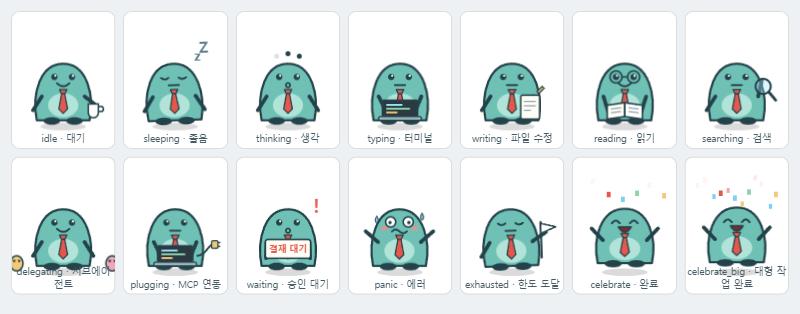 zZ
idle · 대기
sleeping · 졸음
thinking · 생각
typing · 터미널
writing · 파일 수정
reading · 읽기
searching · 검색
!
결재 대기
delegating · 서브에이
전트
plugging · MCP 연동
waiting · 승인 대기
panic · 에러
exhausted · 한도 도달
celebrate · 완료
celebrate_big · 대형 작
업 완료